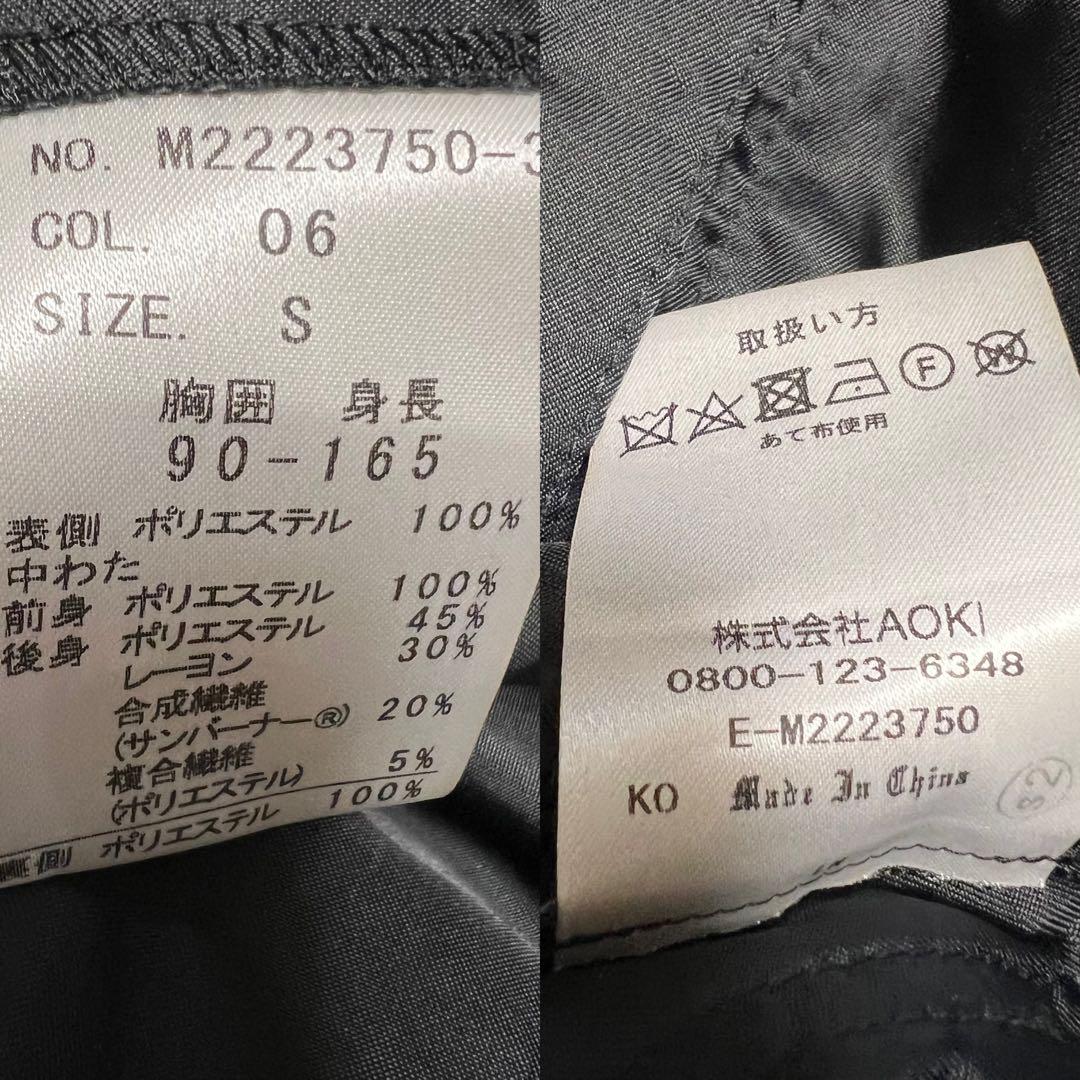 NO. M2223750-3
COL. 06
SIZE. S
胸囲 身長
90-165
表側 ポリエステル 100%
中わた
前身 ポリエステル 100%
後身 ポリエステル 45%
レーヨン 30%
合成繊維
(サンバーナー®) 20%
複合繊維
(ポリエステル) 5%
裏側 ポリエステル 100%
取扱い方
F
W
あて布使用
株式会社AOKI
0800-123-6348
E-M2223750
KO Made In China
32